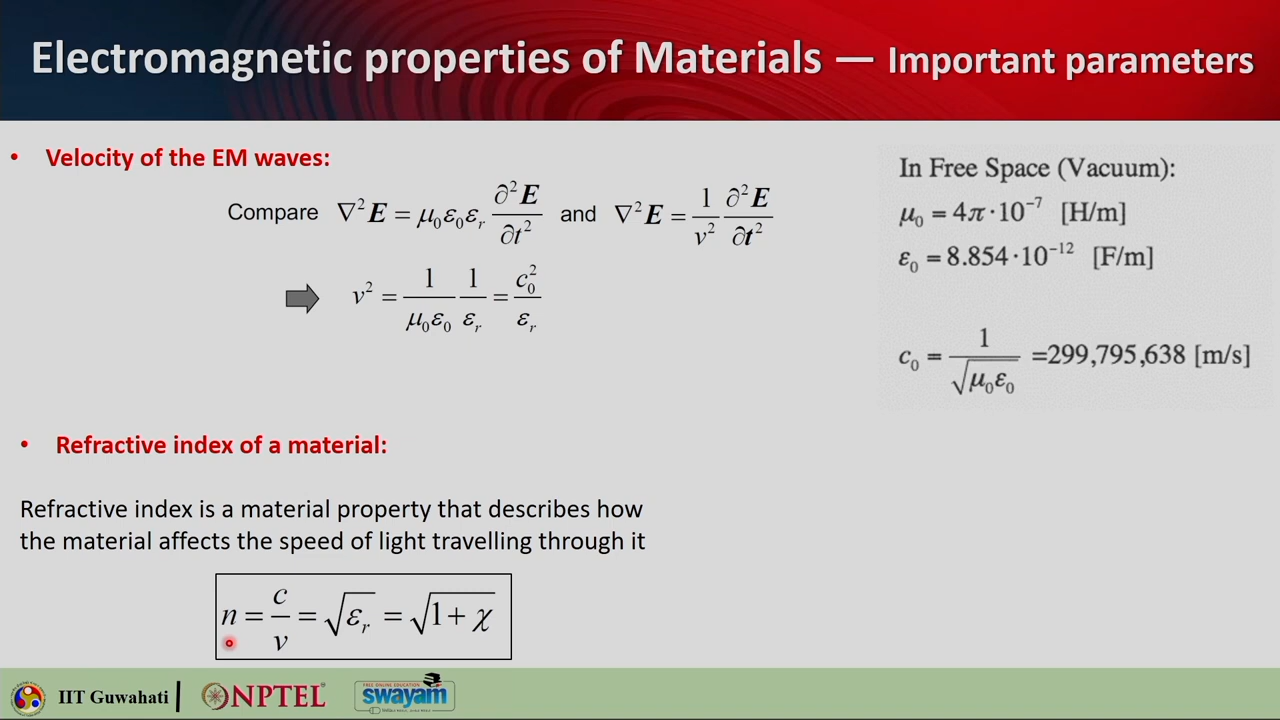 Electromagnetic properties of Materials — Important parameters
• Velocity of the EM waves:
Compare ∇²E = μ₀ε₀εᵣ ∂²E/∂t² and ∇²E = 1/v² ∂²E/∂t²
v² = 1/μ₀ε₀ 1/εᵣ = c₀²/εᵣ
In Free Space (Vacuum):
μ₀ = 4π·10⁻⁷ [H/m]
ε₀ = 8.854·10⁻¹² [F/m]
c₀ = 1/√μ₀ε₀ =299,795,638 [m/s]
• Refractive index of a material:
Refractive index is a material property that describes how
the material affects the speed of light travelling through it
n = c/v = √εᵣ = √1+χ
IIT Guwahati
NPTEL
FREE ONLINE EDUCATION
swayam